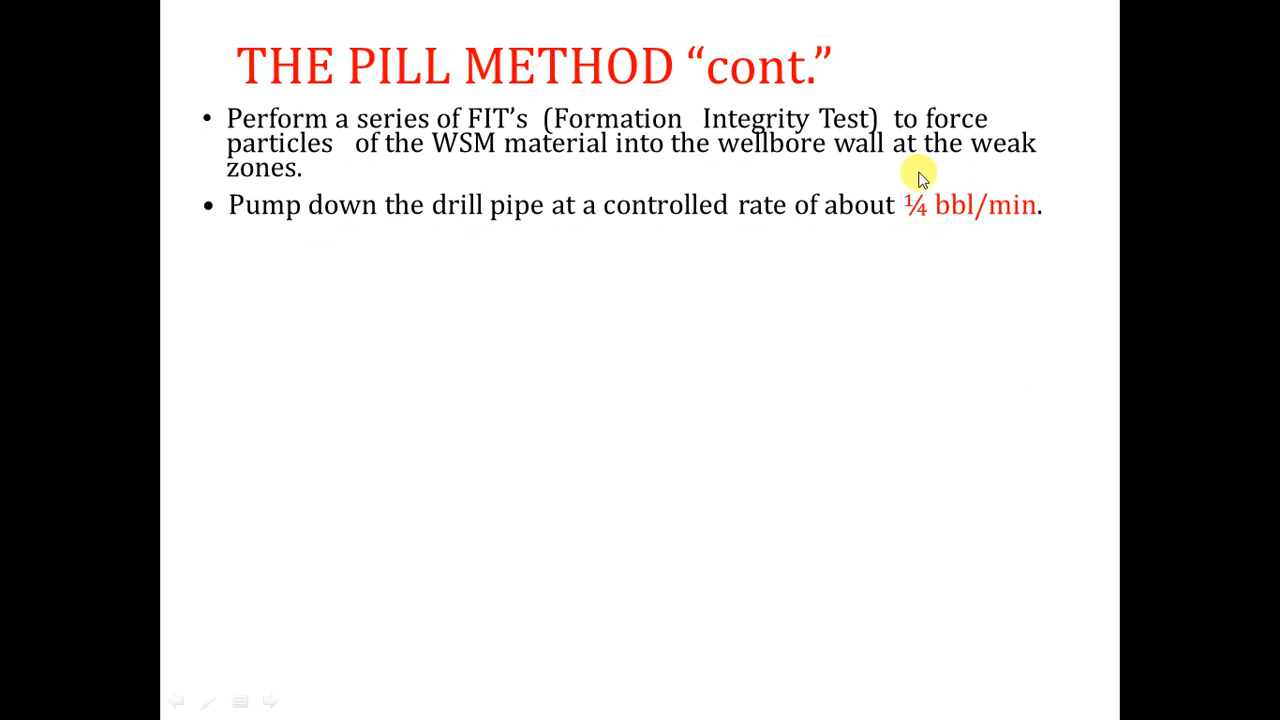 THE PILL METHOD “cont.”
• Perform a series of FIT’s (Formation Integrity Test) to force
particles of the WSM material into the wellbore wall at the weak
zones.
• Pump down the drill pipe at a controlled rate of about ¼ bbl/min.